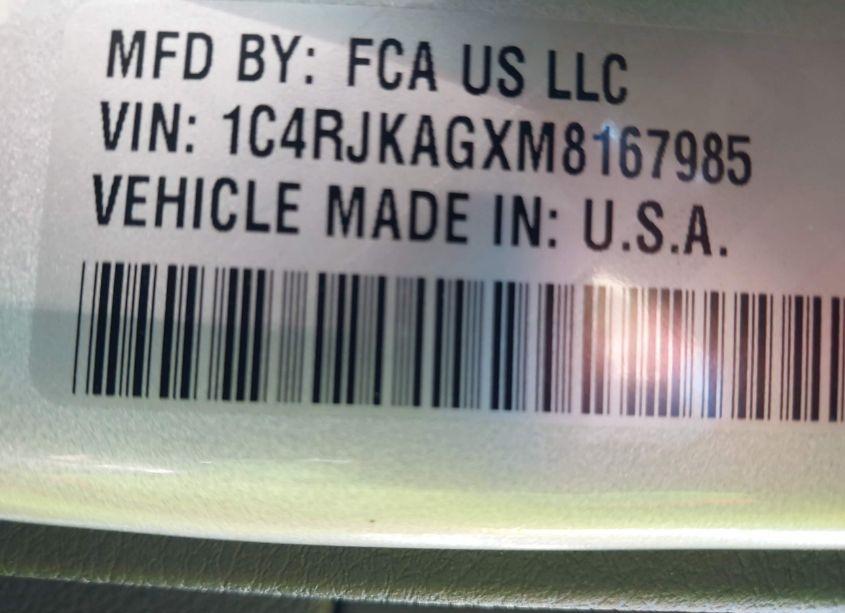 MFD BY: FCA US LLC
VIN: 1C4RJKAGXM8167985
VEHICLE MADE IN: U.S.A.